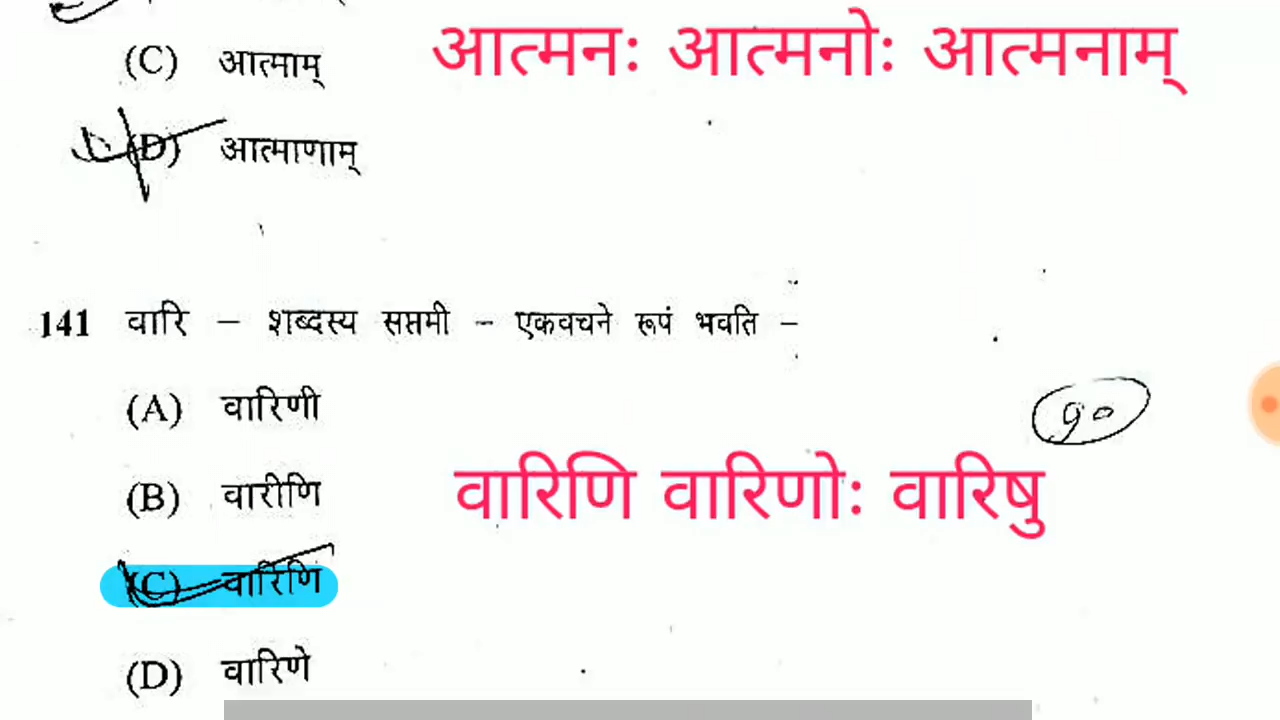 (C) आत्माम्
आत्मनः आत्मनोः आत्मनाम्
(D) आत्माणाम्
141 वारि – शब्दस्य सप्तमी – एकवचने रूपं भवति –
(A) वारिणी
(B) वारीणि
वारिणि वारिणोः वारिषु
(C) वारिणि
(D) वारिणे